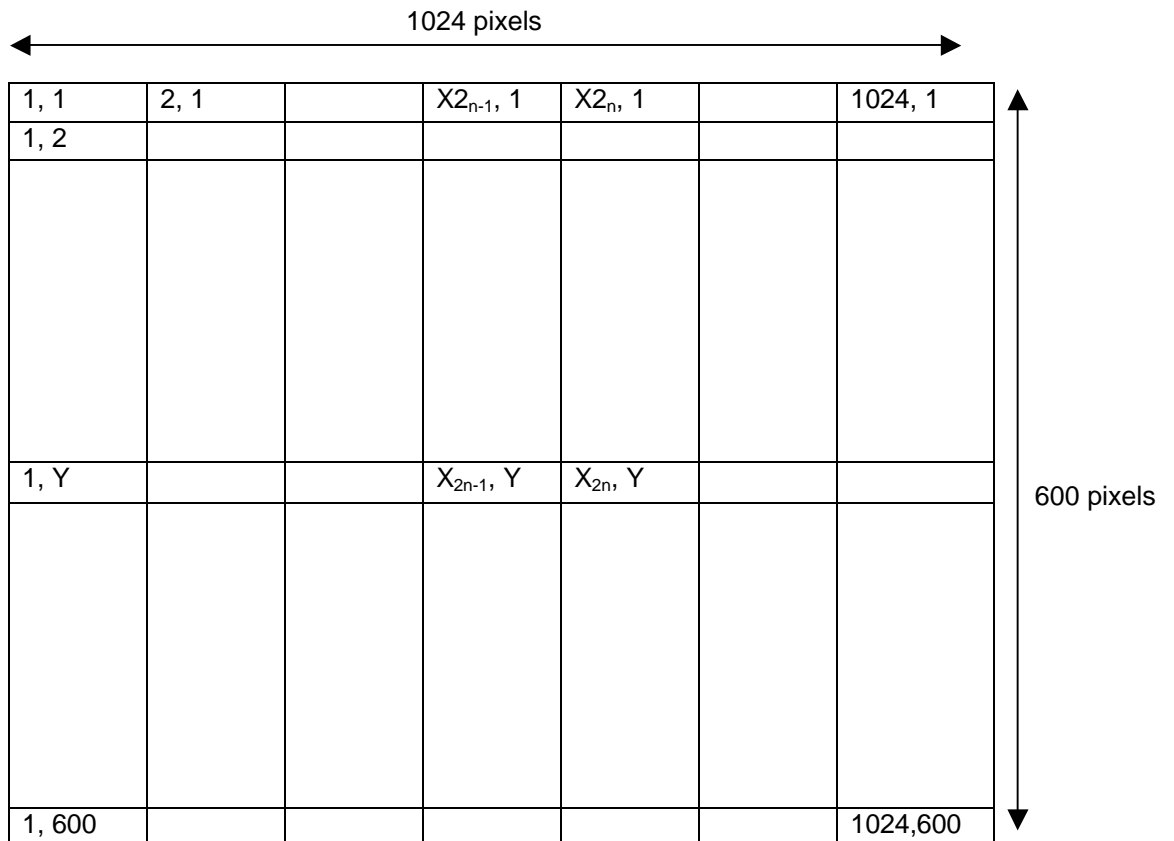 1024 pixels
1, 1 2, 1 X2ₙ₋₁, 1 X2ₙ, 1 1024, 1
1, 2
1, Y X₂ₙ₋₁, Y X₂ₙ, Y
600 pixels
1, 600 1024,600